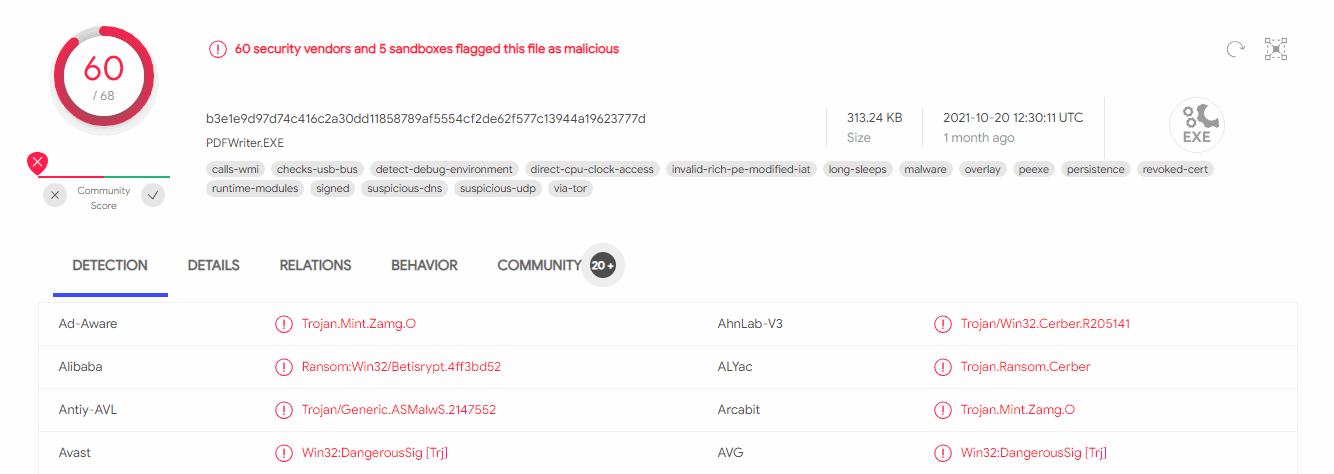 60 security vendors and 5 sandboxes flagged this file as malicious
60
/ 68
b3e1e9d97d74c416c2a30dd11858789af5554cf2de62f577c13944a19623777d
PDFWriter.EXE
313.24 KB
Size
2021-10-20 12:30:11 UTC
1 month ago
EXE
calls-wmi checks-usb-bus detect-debug-environment direct-cpu-clock-access invalid-rich-pe-modified-iat long-sleeps malware overlay peexe persistence revoked-cert
runtime-modules signed suspicious-dns suspicious-udp via-tor
Community
Score
DETECTION DETAILS RELATIONS BEHAVIOR COMMUNITY 20+
Ad-Aware Trojan.Mint.Zamg.O AhnLab-V3 Trojan/Win32.Cerber.R205141
Alibaba Ransom:Win32/Betisrypt.4ff3bd52 ALYac Trojan.Ransom.Cerber
Antiy-AVL Trojan/Generic.ASMalwS.2147552 Arcabit Trojan.Mint.Zamg.O
Avast Win32:DangerousSig [Trj] AVG Win32:DangerousSig [Trj]